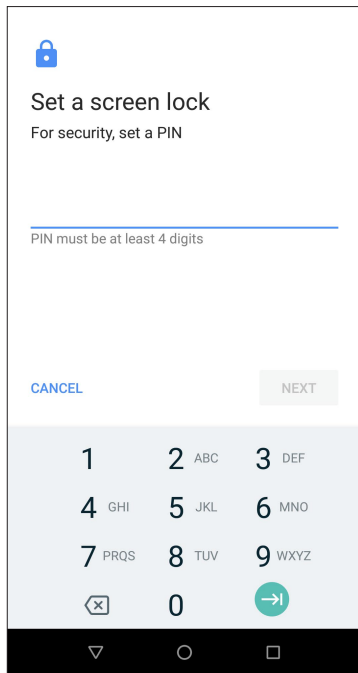 Set a screen lock
For security, set a PIN
PIN must be at least 4 digits
CANCEL NEXT
1 2 ABC 3 DEF
4 GHI 5 JKL 6 MNO
7 PRQS 8 TUV 9 WXYZ
0